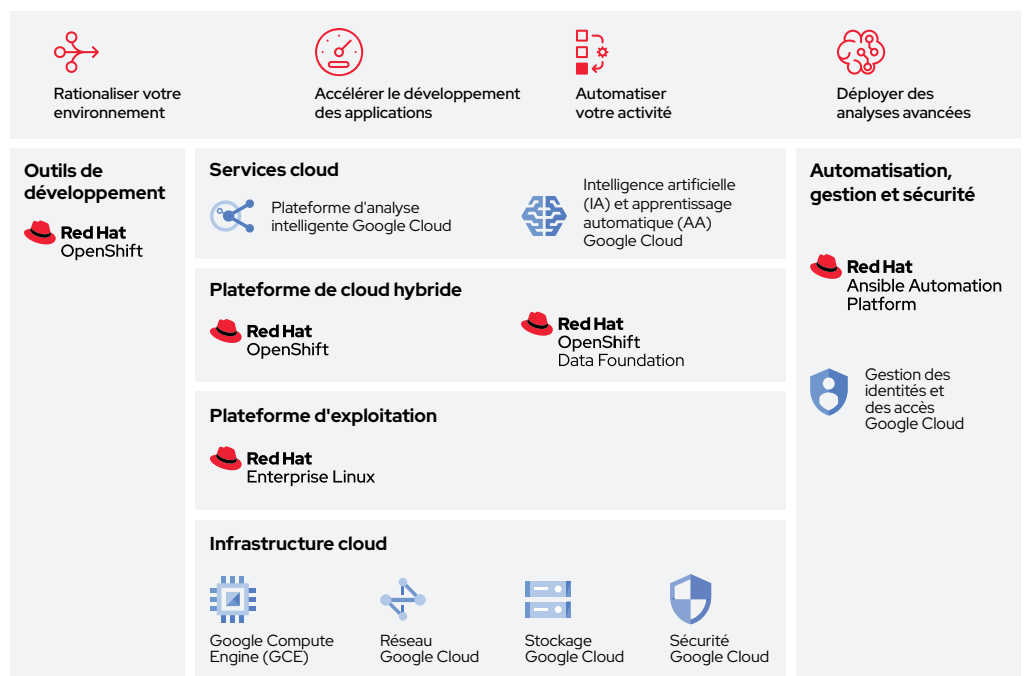 Rationaliser votre
environnement
Accélérer le développement
des applications
Automatiser
votre activité
Déployer des
analyses avancées
Outils de
développement
Red Hat
OpenShift
Services cloud
Plateforme d'analyse
intelligente Google Cloud
Intelligence artificielle
(IA) et apprentissage
automatique (AA)
Google Cloud
Plateforme de cloud hybride
Red Hat
OpenShift
Red Hat
OpenShift
Data Foundation
Plateforme d'exploitation
Red Hat
Enterprise Linux
Infrastructure cloud
Google Compute
Engine (GCE)
Réseau
Google Cloud
Stockage
Google Cloud
Sécurité
Google Cloud
Automatisation,
gestion et sécurité
Red Hat
Ansible Automation
Platform
Gestion des
identités et
des accès
Google Cloud